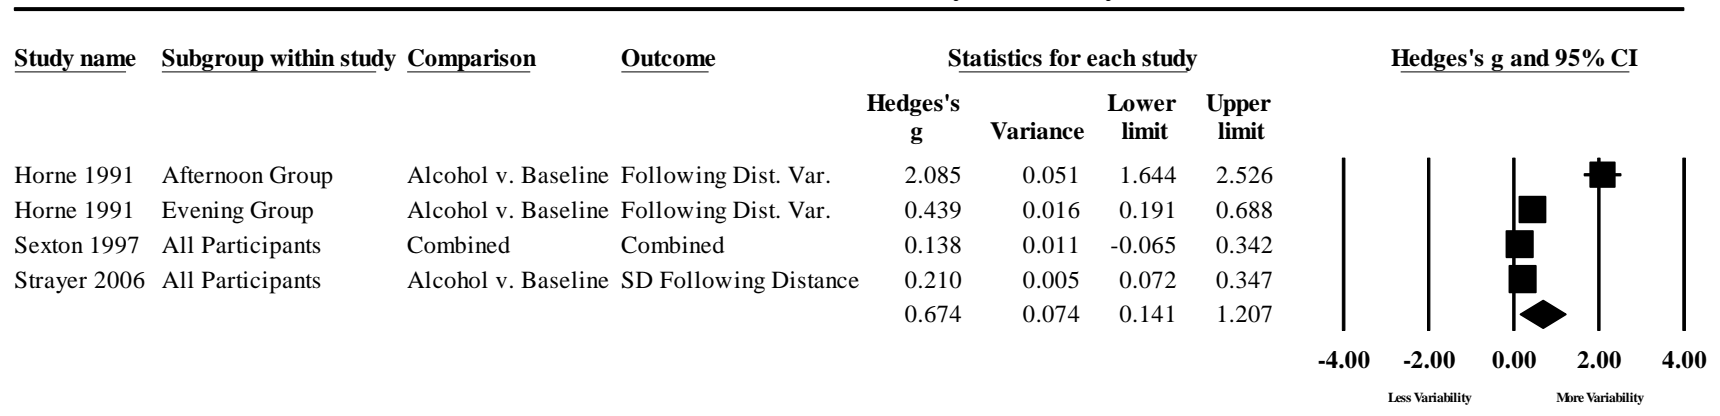 Study name Subgroup within study Comparison Outcome Statistics for each study Hedges's g and 95% CI
Hedges's Lower Upper
g Variance limit limit
Horne 1991 Afternoon Group Alcohol v. Baseline Following Dist. Var. 2.085 0.051 1.644 2.526
Horne 1991 Evening Group Alcohol v. Baseline Following Dist. Var. 0.439 0.016 0.191 0.688
Sexton 1997 All Participants Combined Combined 0.138 0.011 -0.065 0.342
Strayer 2006 All Participants Alcohol v. Baseline SD Following Distance 0.210 0.005 0.072 0.347
0.674 0.074 0.141 1.207
-4.00 -2.00 0.00 2.00 4.00
Less Variability More Variability